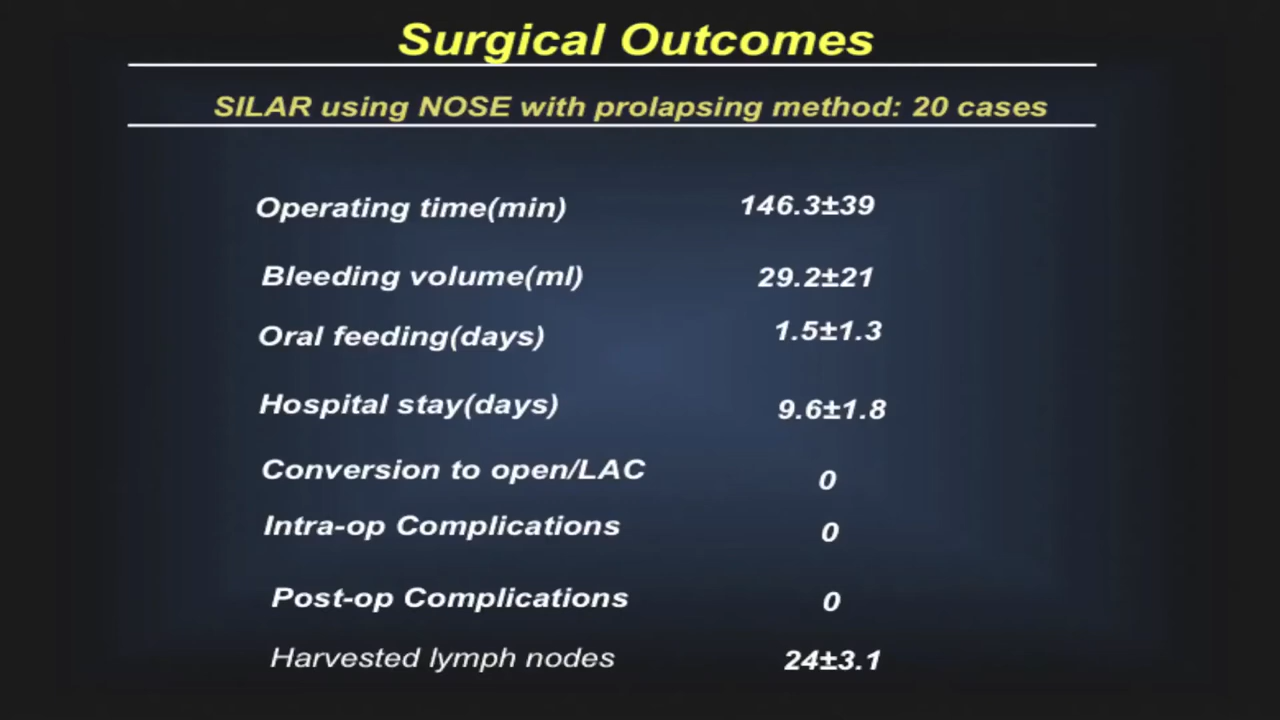 Surgical Outcomes
SILAR using NOSE with prolapsing method: 20 cases
Operating time(min) 146.3±39
Bleeding volume(ml) 29.2±21
Oral feeding(days) 1.5±1.3
Hospital stay(days) 9.6±1.8
Conversion to open/LAC 0
Intra-op Complications 0
Post-op Complications 0
Harvested lymph nodes 24±3.1